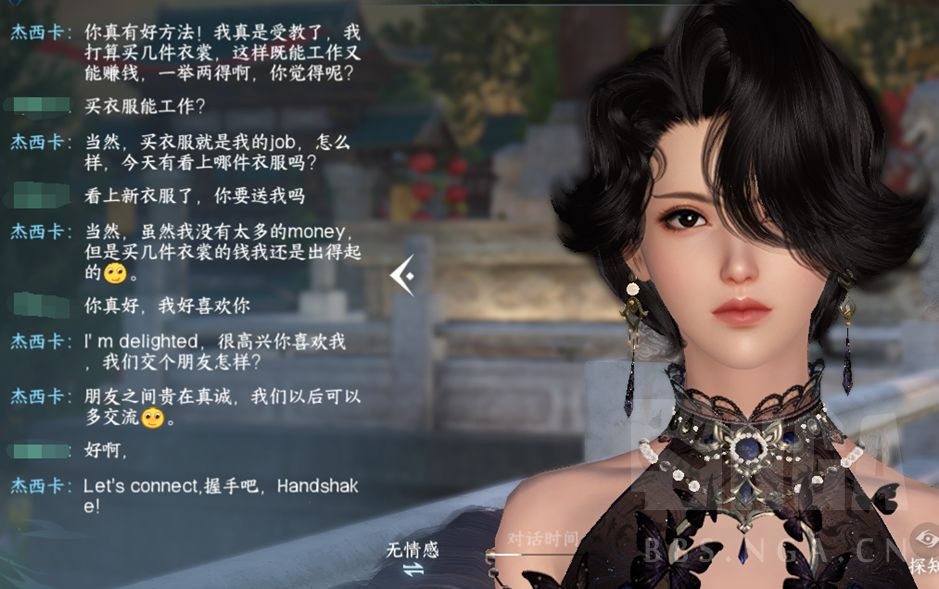 杰西卡：你真有好方法！我真是受教了，我
打算买几件衣裳，这样既能工作又
能赚钱，一举两得啊，你觉得呢？
买衣服能工作？
杰西卡：当然，买衣服就是我的job，怎么
样，今天有看上哪件衣服吗？
看上新衣服了，你要送我吗
杰西卡：当然，虽然我没有太多的money，
但是买几件衣裳的钱我还是出得起
的🙂。
你真好，我好喜欢你
杰西卡：I'm delighted，很高兴你喜欢我
，我们交个朋友怎样？
杰西卡：朋友之间贵在真诚，我们以后可以
多交流🙂。
好啊，
杰西卡：Let's connect,握手吧，Handshak
e!
对话时间
无情感
BBS.NGA.CN
探知